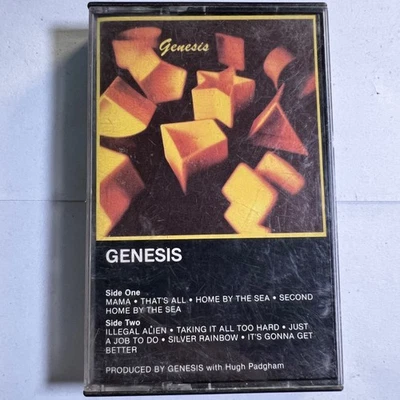 Genesis
GENESIS
Side One
MAMA • THAT'S ALL • HOME BY THE SEA • SECOND
HOME BY THE SEA
Side Two
ILLEGAL ALIEN • TAKING IT ALL TOO HARD • JUST
A JOB TO DO • SILVER RAINBOW • IT'S GONNA GET
BETTER
PRODUCED BY GENESIS with Hugh Padgham